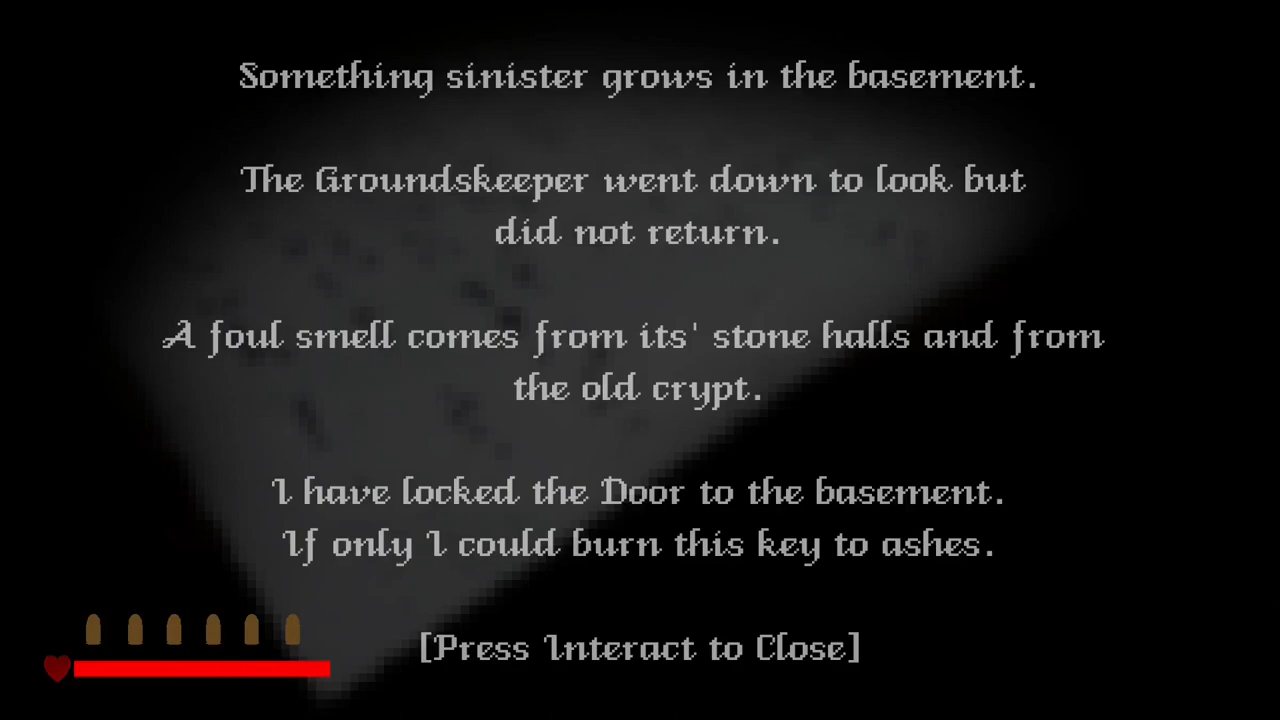 Something sinister grows in the basement.
The Groundskeeper went down to look but
did not return.
A foul smell comes from its' stone halls and from
the old crypt.
I have locked the Door to the basement.
If only I could burn this key to ashes.
[Press Interact to Close]